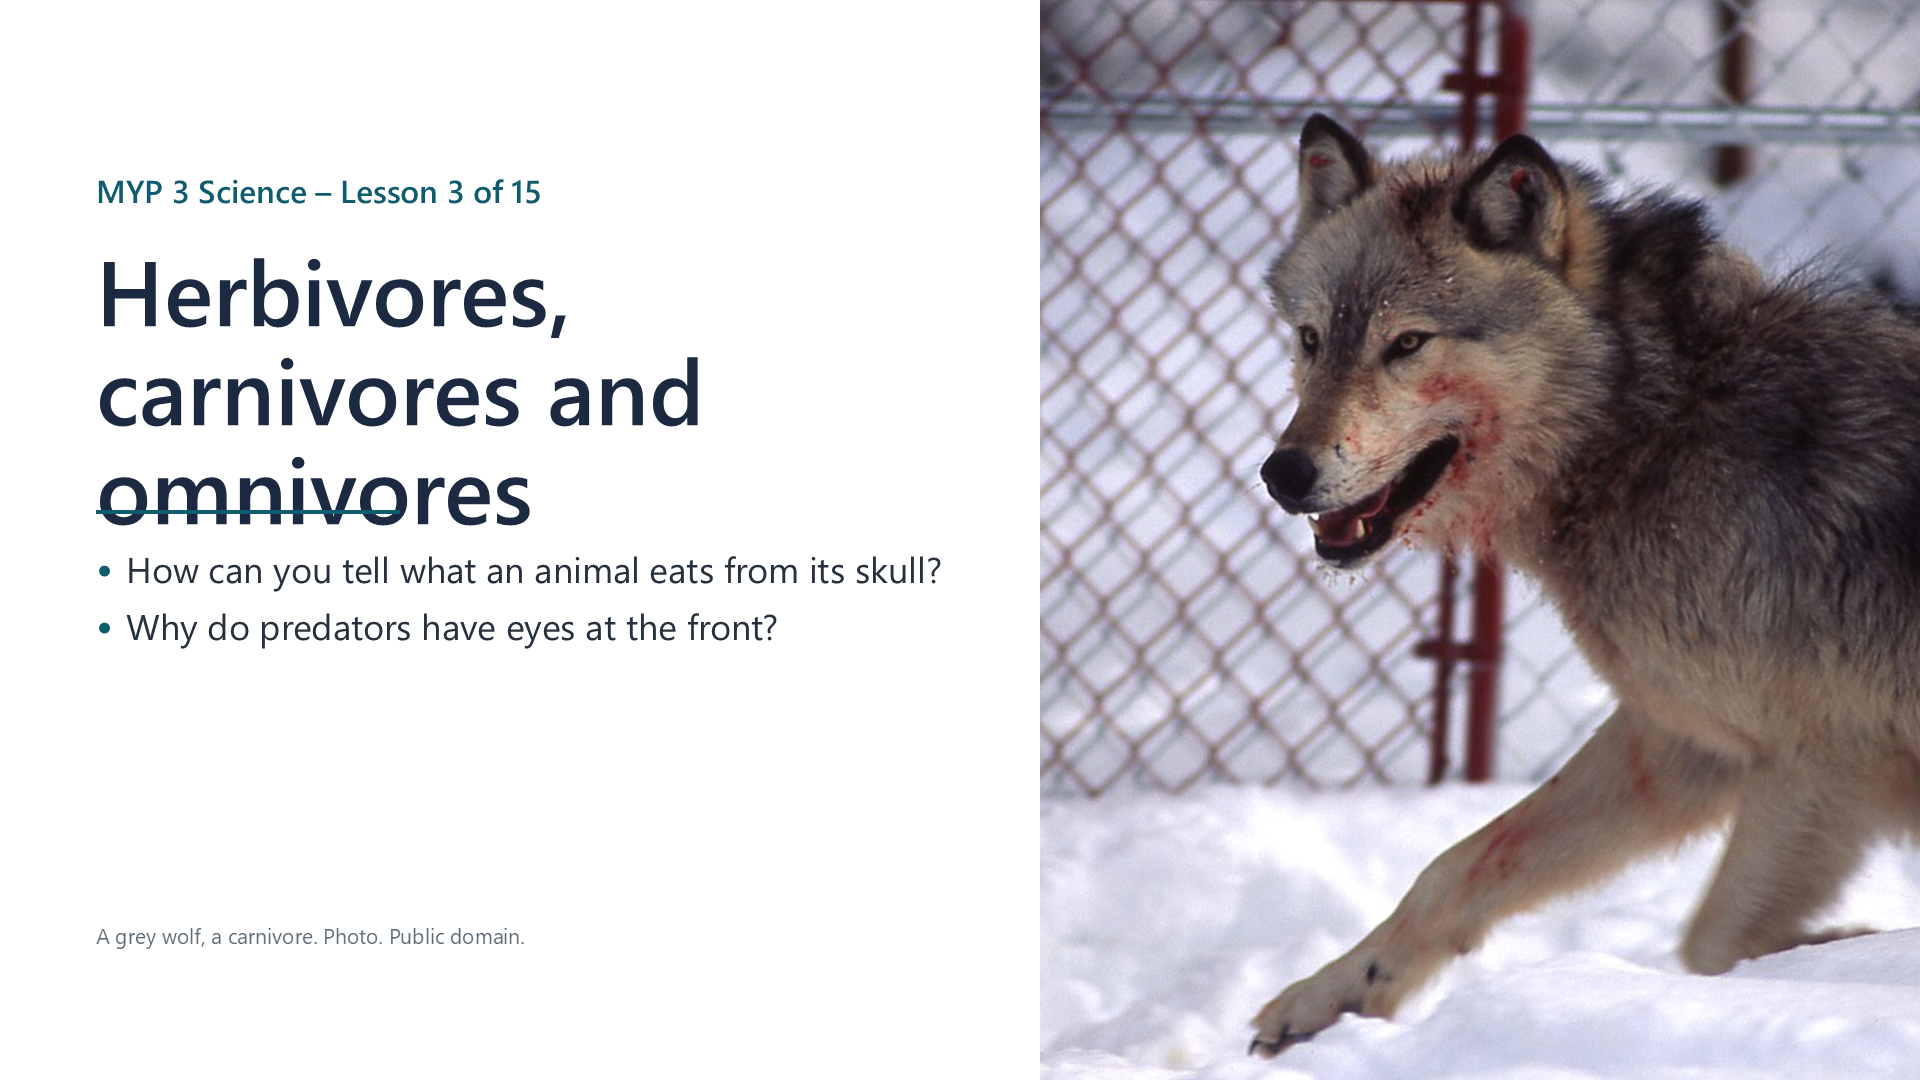 MYP 3 Science – Lesson 3 of 15
Herbivores,
carnivores and
omnivores
• How can you tell what an animal eats from its skull?
• Why do predators have eyes at the front?
A grey wolf, a carnivore. Photo. Public domain.